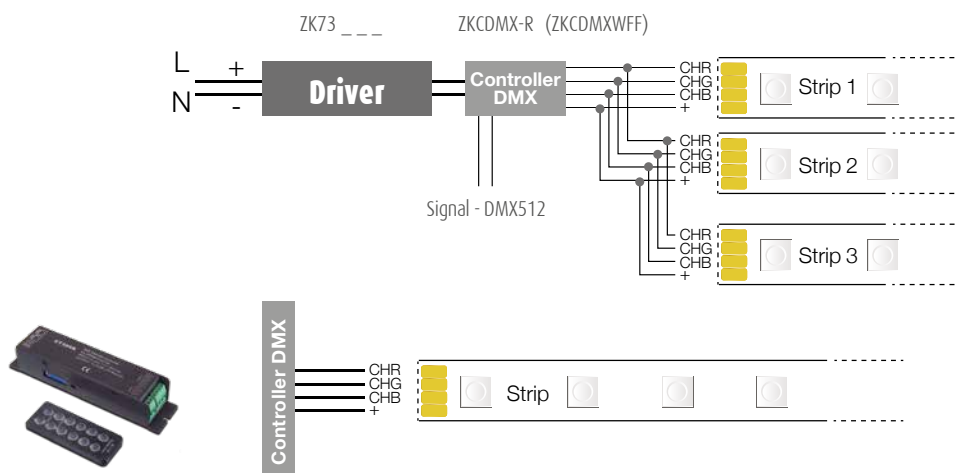 ZK73 _ _ _ ZKCDMX-R (ZKCDMXWFF)
L + Driver Controller DMX
N -
CHR
CHG
CHB
+
Strip 1
CHR
CHG
CHB
+
Strip 2
Signal - DMX512
CHR
CHG
CHB
+
Strip 3
Controller DMX
CHR
CHG
CHB
+
Strip